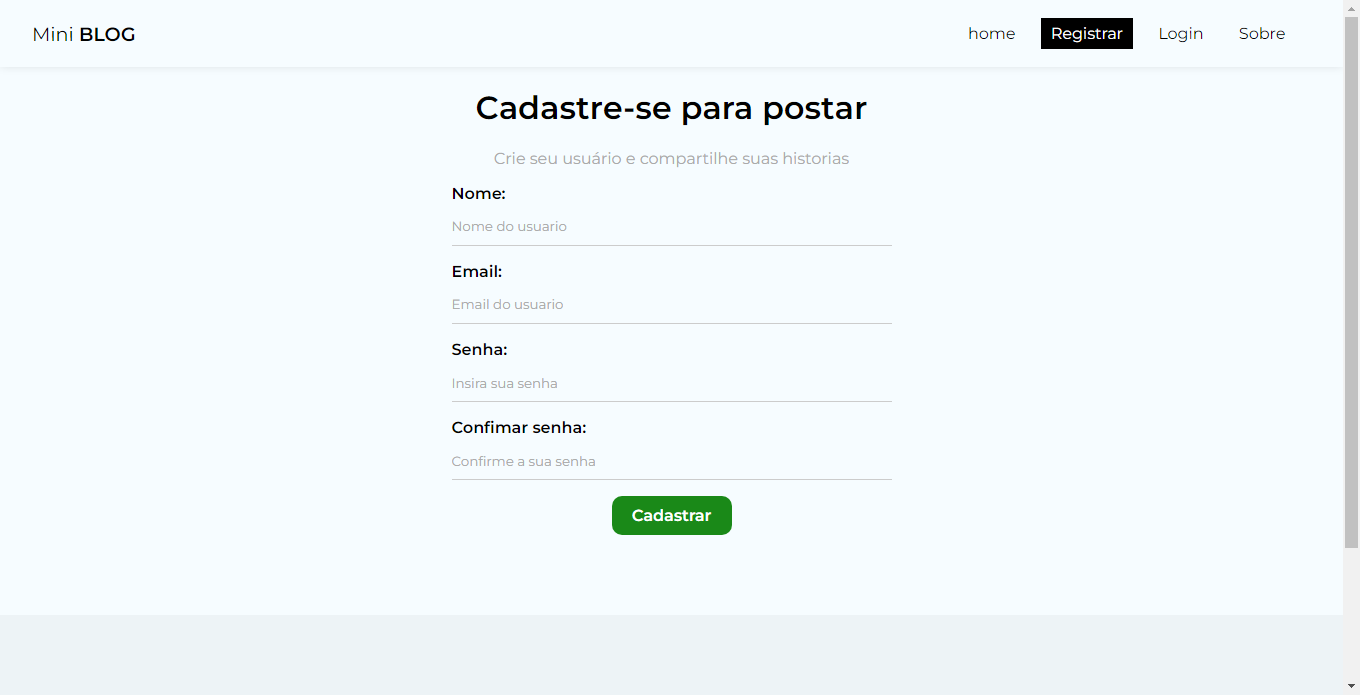 Mini BLOG
home Registrar Login Sobre
Cadastre-se para postar
Crie seu usuário e compartilhe suas historias
Nome:
Nome do usuario
Email:
Email do usuario
Senha:
Insira sua senha
Confimar senha:
Confirme a sua senha
Cadastrar